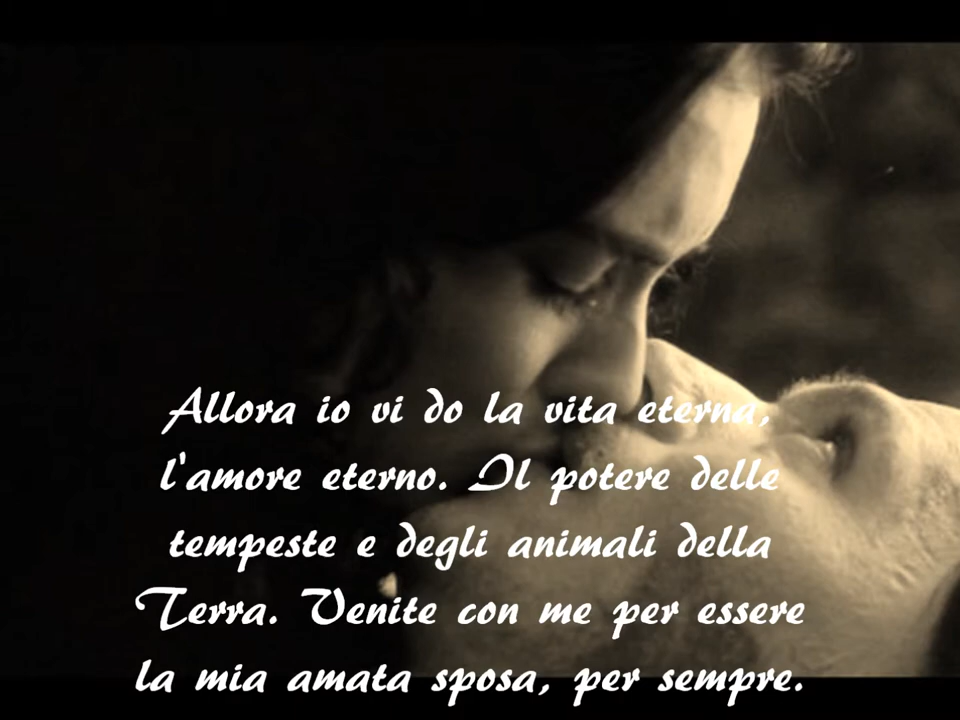 Allora io vi do la vita eterna,
l'amore eterno. Il potere delle
tempeste e degli animali della
Terra. Venite con me per essere
la mia amata sposa, per sempre.